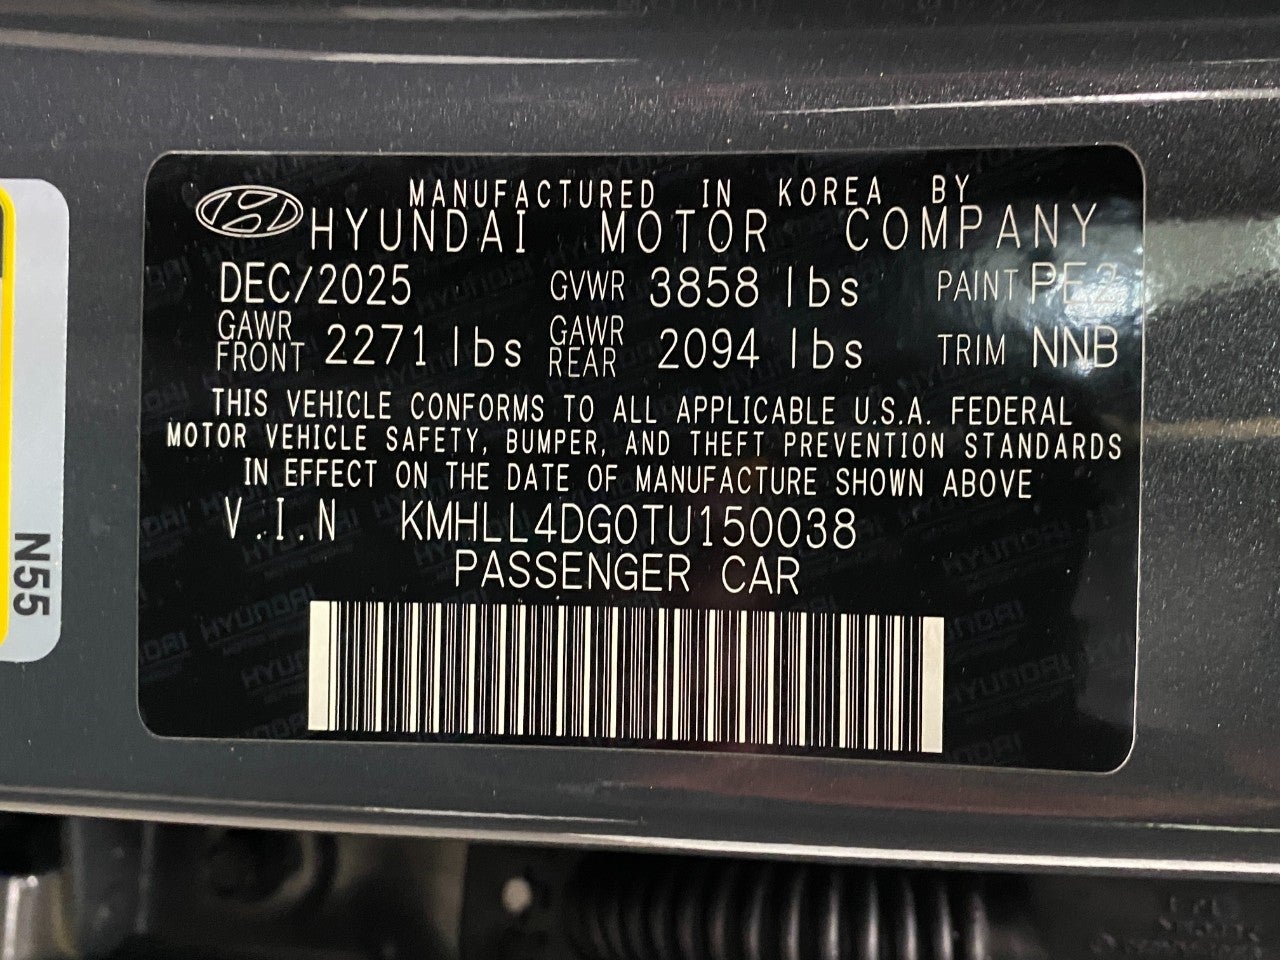 MANUFACTURED IN KOREA BY
HYUNDAI MOTOR COMPANY
DEC/2025 GVWR 3858 lbs PAINT PE2
GAWR FRONT 2271 lbs GAWR REAR 2094 lbs TRIM NNB
THIS VEHICLE CONFORMS TO ALL APPLICABLE U.S.A. FEDERAL
MOTOR VEHICLE SAFETY, BUMPER, AND THEFT PREVENTION STANDARDS
IN EFFECT ON THE DATE OF MANUFACTURE SHOWN ABOVE
V.I.N KMHLL4DG0TU150038
PASSENGER CAR
N55